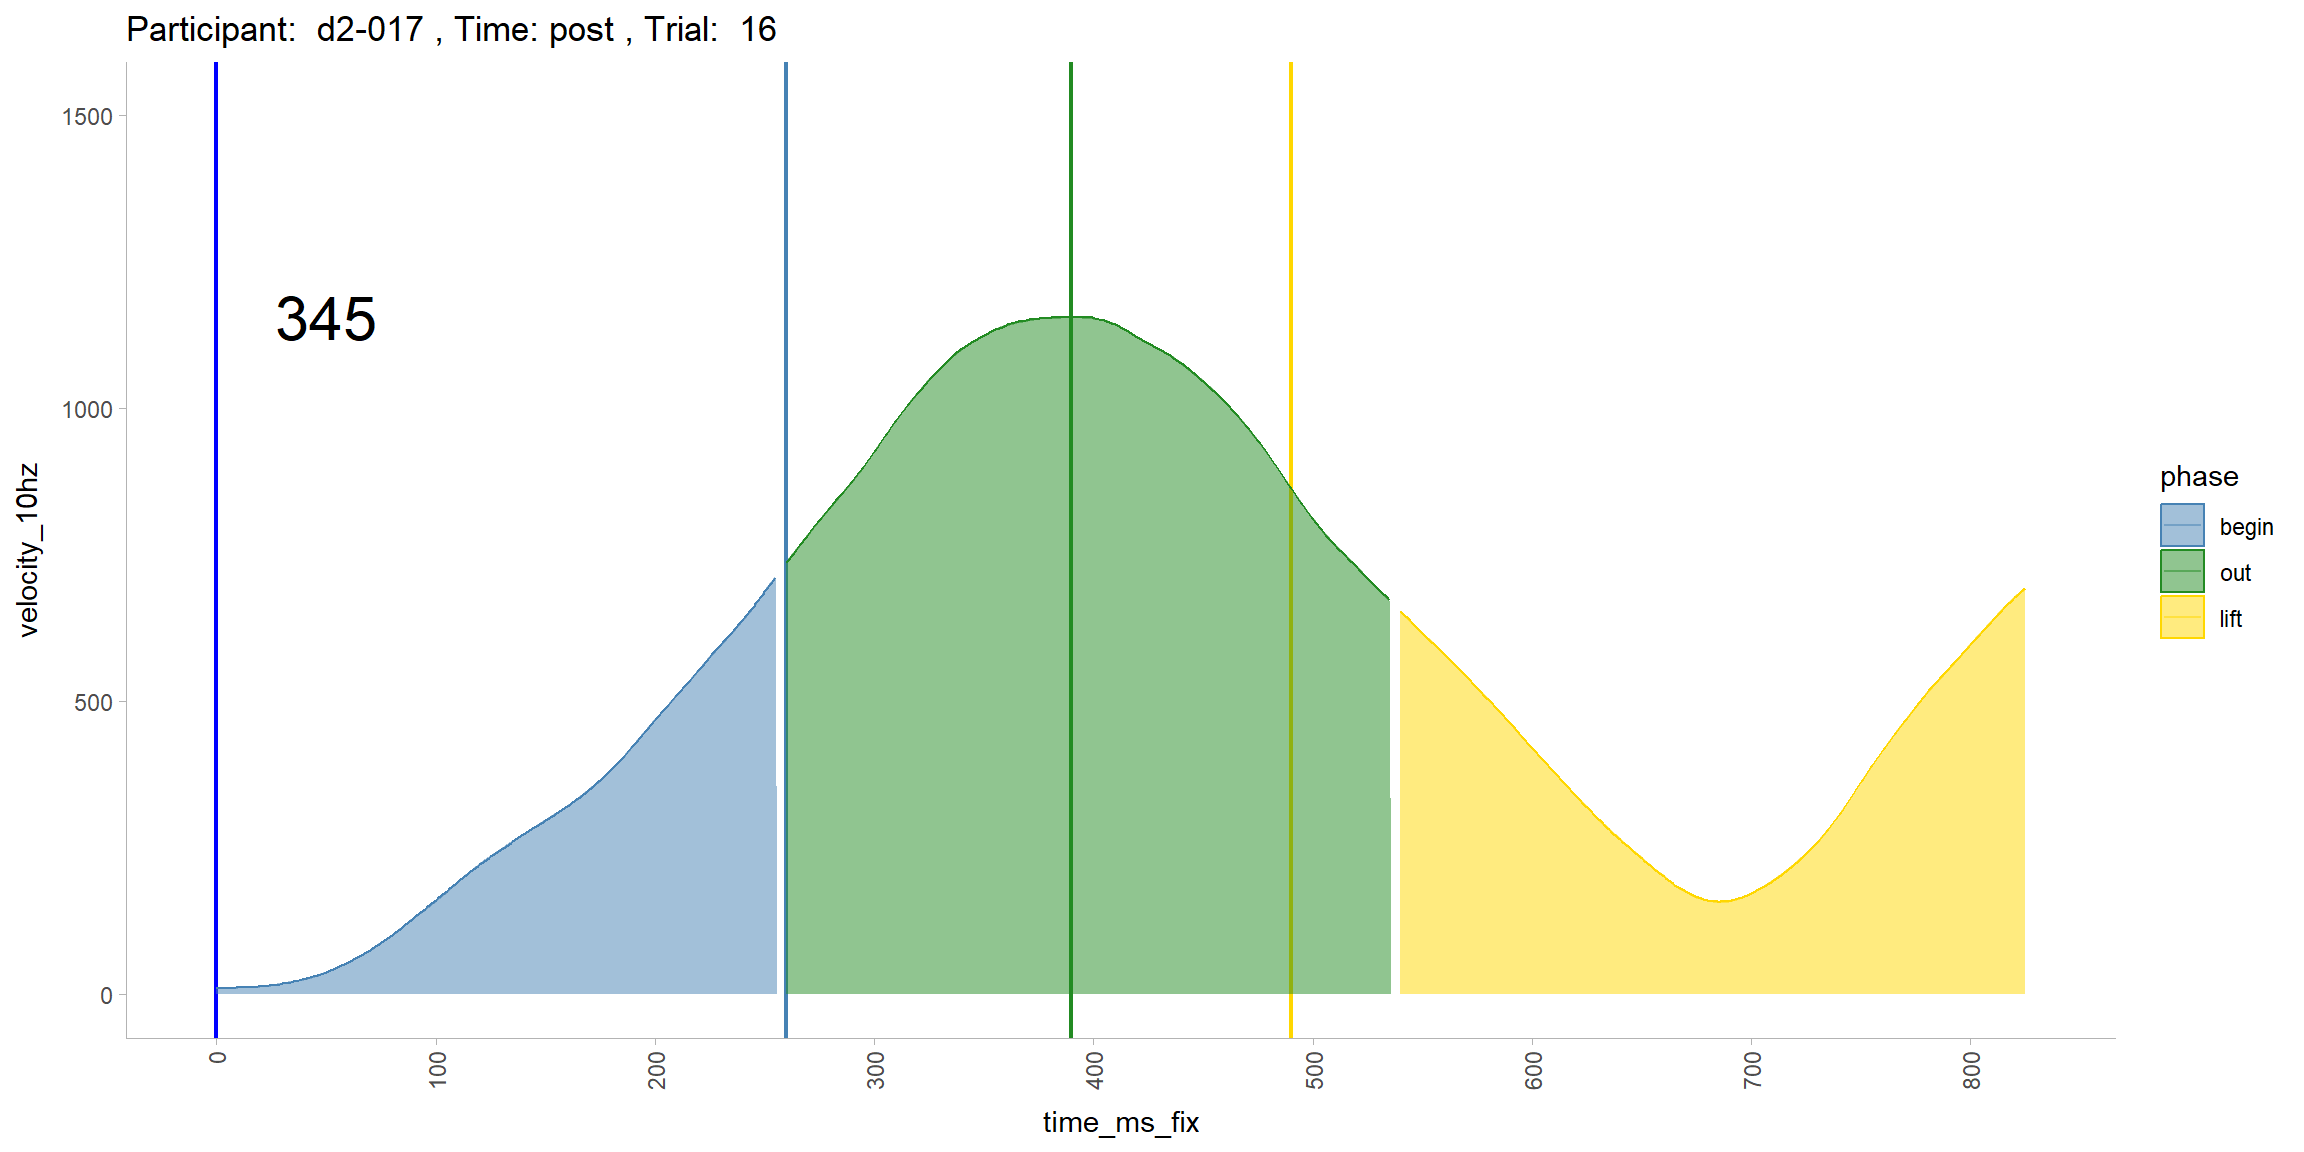 Participant:  d2-017 , Time: post , Trial:  16
1500
1000
500
0
velocity_10hz
345
0
100
200
300
400
500
600
700
800
time_ms_fix
phase
begin
out
lift